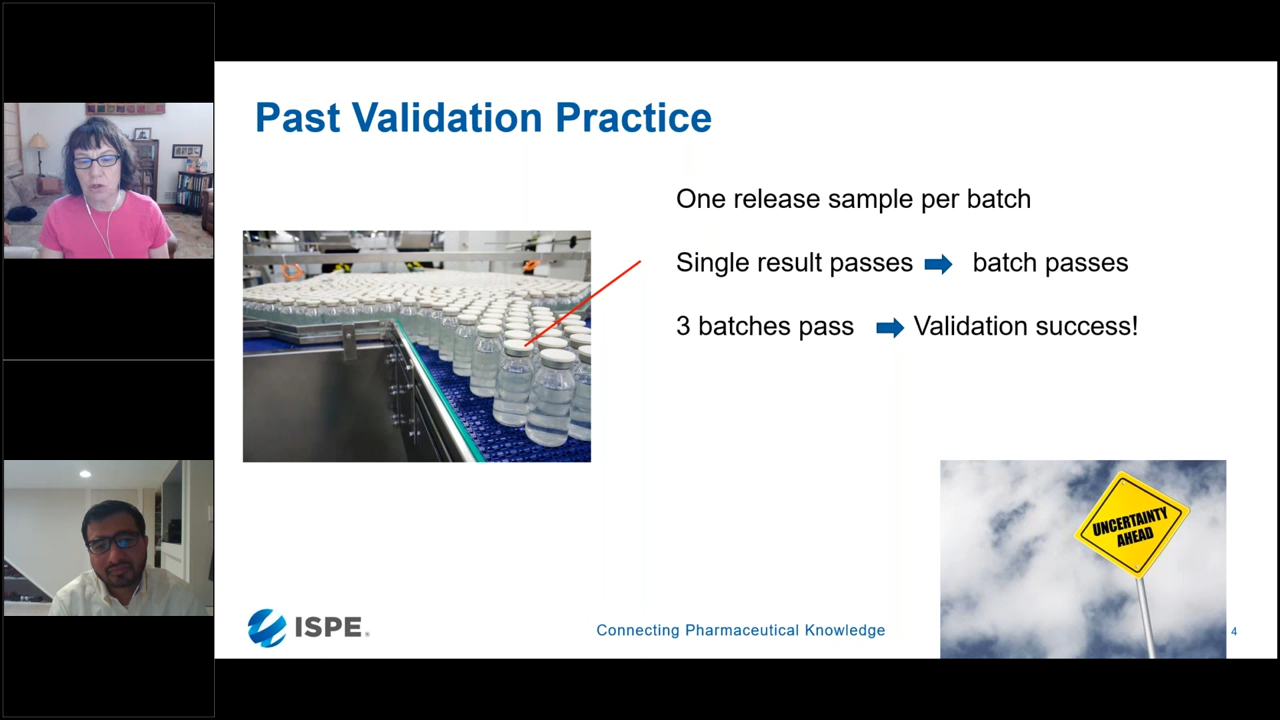 Past Validation Practice
One release sample per batch
Single result passes batch passes
3 batches pass Validation success!
UNCERTAINTY
AHEAD
ISPE
Connecting Pharmaceutical Knowledge
4